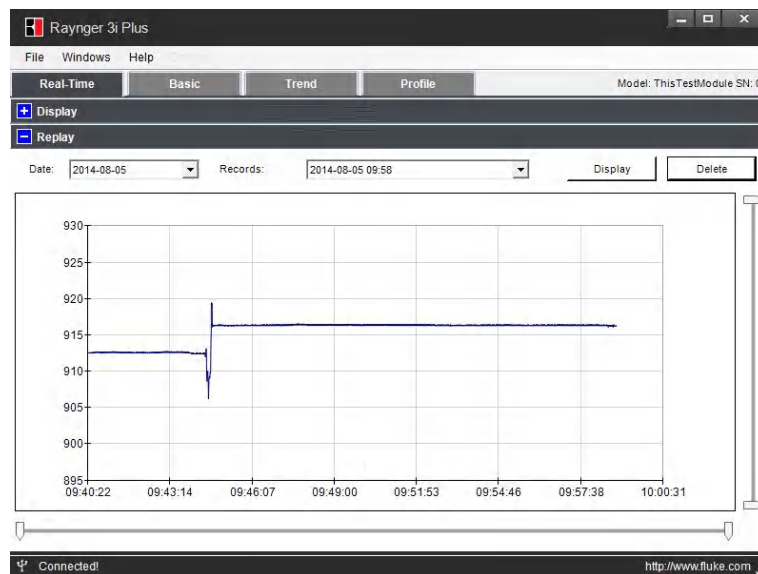 Raynger 3i Plus
File Windows Help
Real-Time Basic Trend Profile Model: ThisTestModule SN:
Display
Replay
Date: 2014-08-05 Records: 2014-08-05 09:58 Display Delete
930
925
920
915
910
905
900
895
09:40:22 09:43:14 09:46:07 09:49:00 09:51:53 09:54:46 09:57:38 10:00:31
Connected! http://www.fluke.com